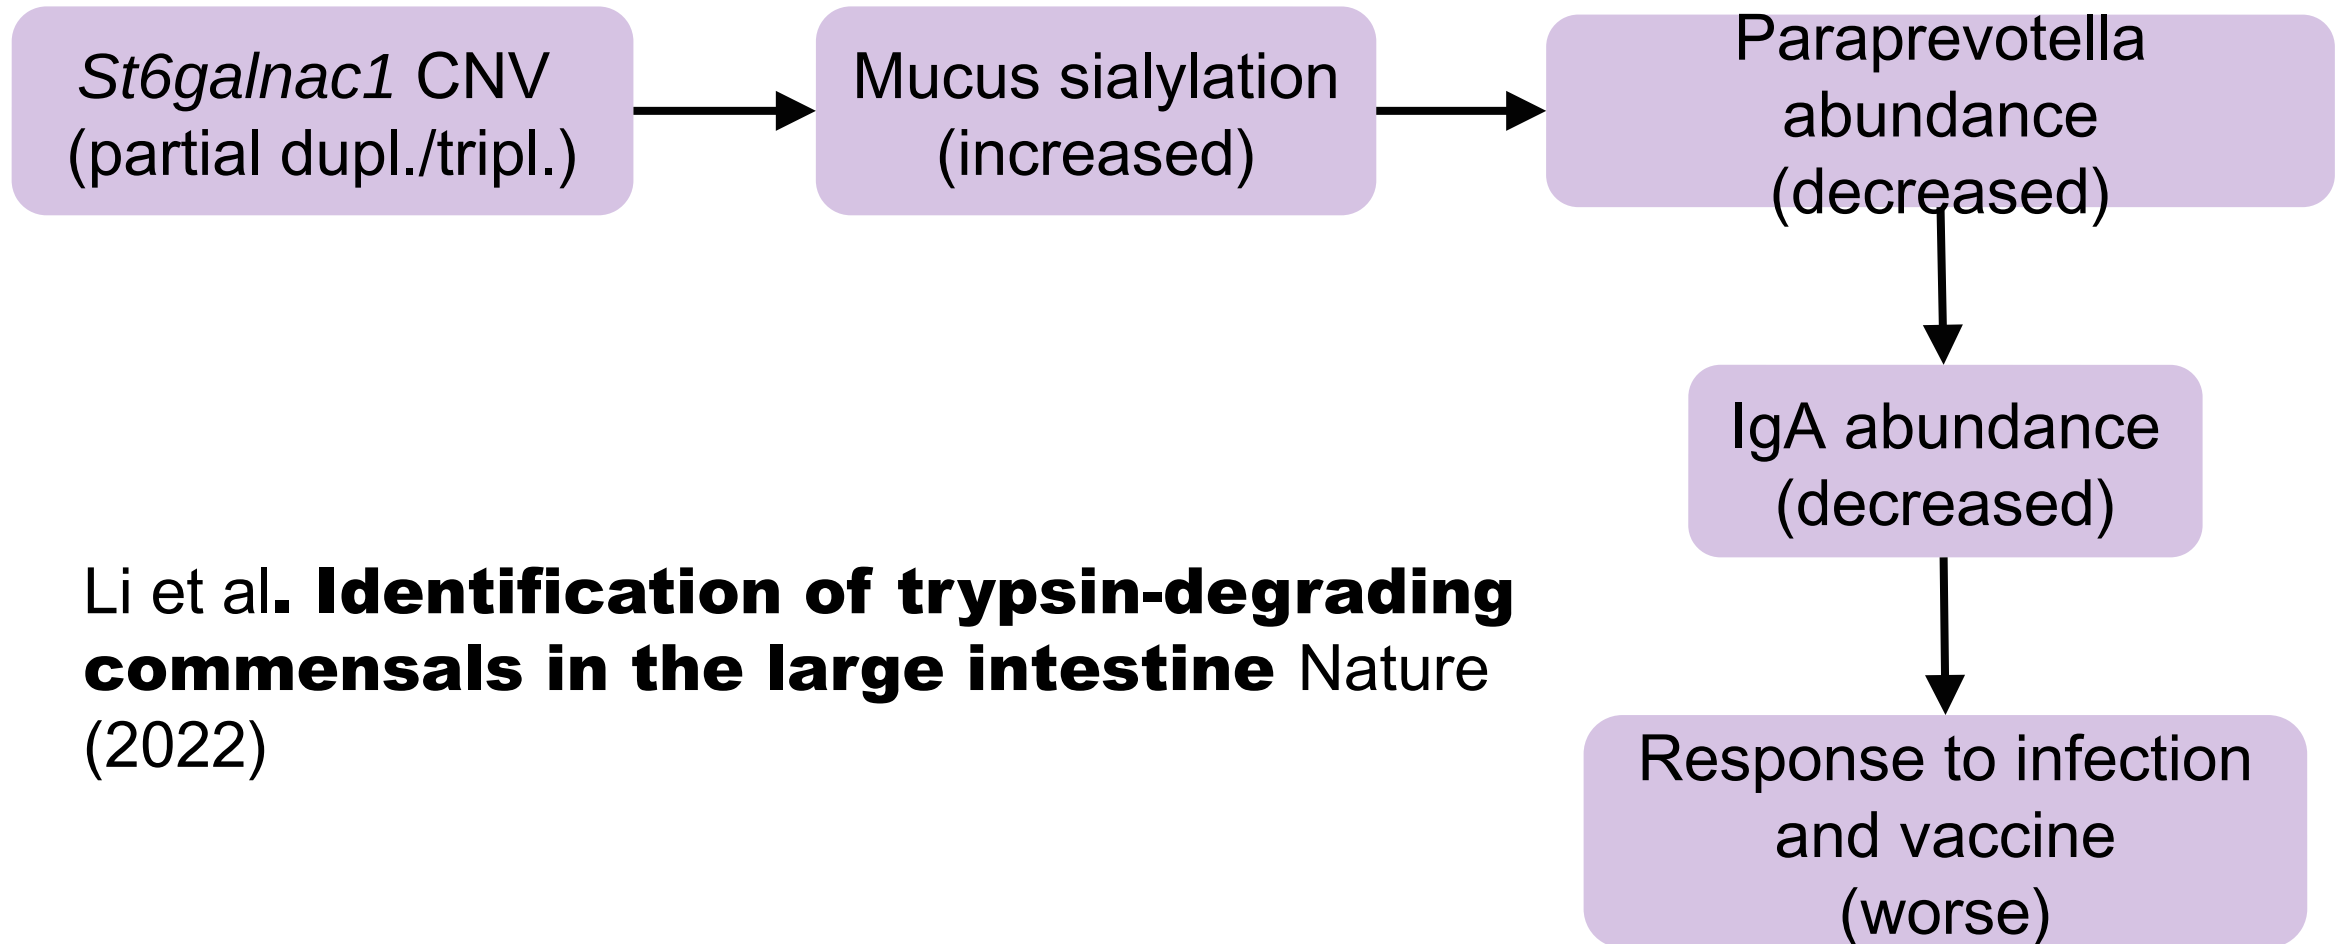 St6galnac1 CNV
(partial dupl./tripl.)
Mucus sialylation
(increased)
Paraprevotella
abundance
(decreased)
IgA abundance
(decreased)
Response to infection
and vaccine
(worse)
Li et al. Identification of trypsin-degrading
commensals in the large intestine Nature
(2022)